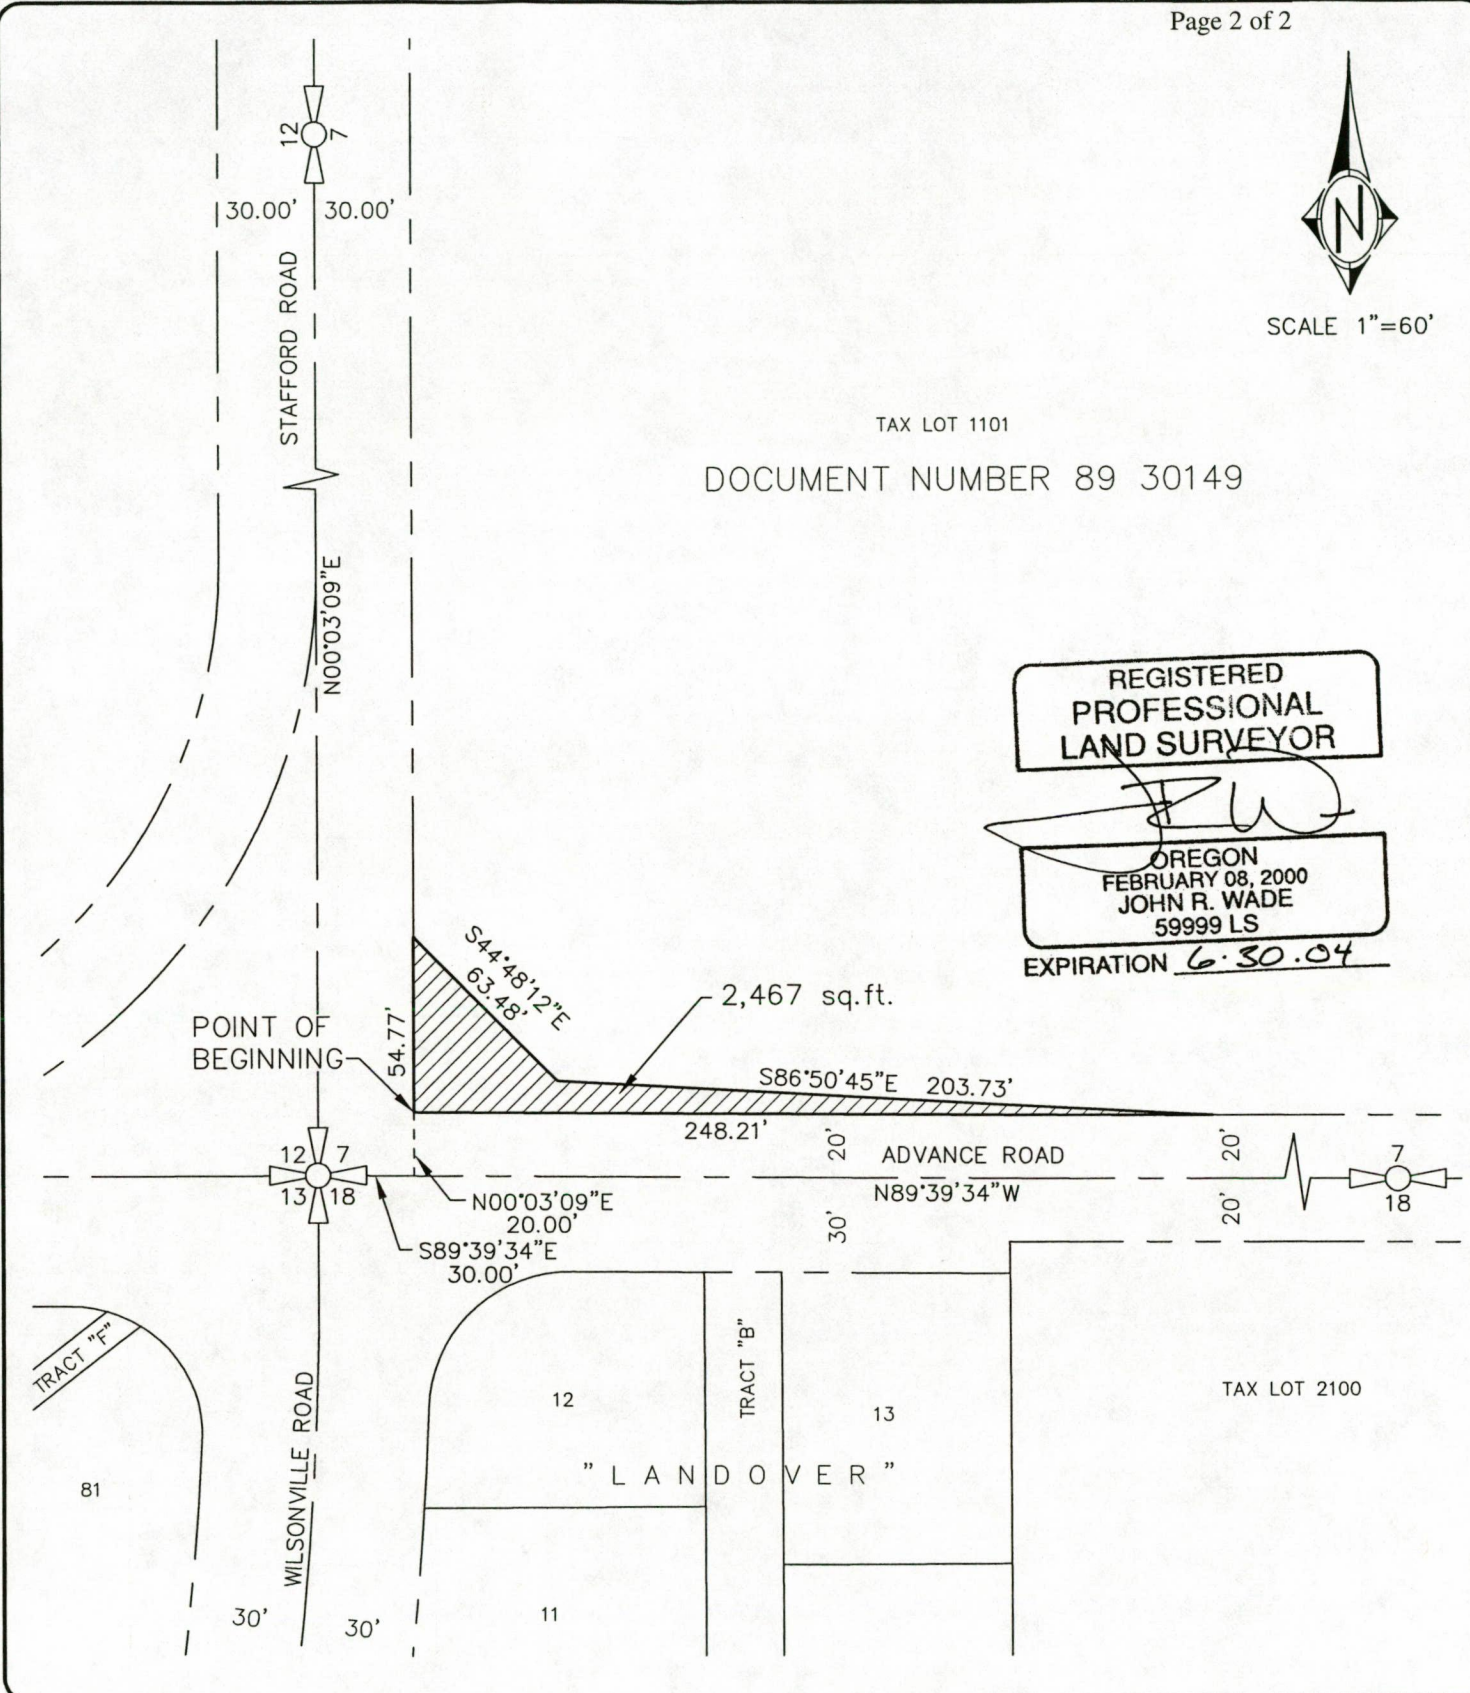 Page 2 of 2
12
7
30.00'
30.00'
STAFFORD ROAD
N
SCALE 1"=60'
TAX LOT 1101
DOCUMENT NUMBER 89 30149
N00°03'09"E
REGISTERED
PROFESSIONAL
LAND SURVEYOR
OREGON
FEBRUARY 08, 2000
JOHN R. WADE
59999 LS
EXPIRATION 6.30.04
S44°48'12"E
63.48'
2,467 sq.ft.
POINT OF
BEGINNING
54.77'
S86°50'45"E 203.73'
248.21'
20'
ADVANCE ROAD
20'
12
7
13
18
7
18
N89°39'34"W
N00°03'09"E
20.00'
30'
20'
S89°39'34"E
30.00'
TRACT "F"
TRACT "B"
12
13
TAX LOT 2100
WILSONVILLE ROAD
"LANDOVER"
81
30'
30'
11